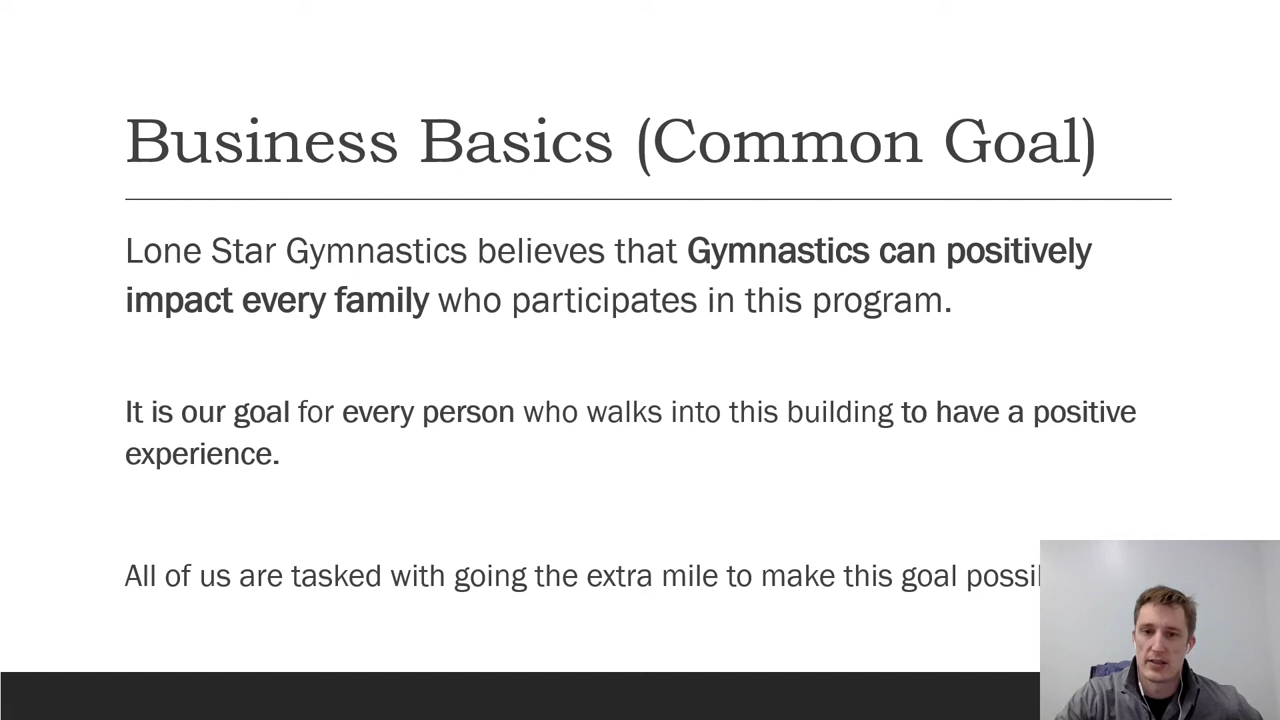 Business Basics (Common Goal)
Lone Star Gymnastics believes that Gymnastics can positively
impact every family who participates in this program.
It is our goal for every person who walks into this building to have a positive
experience.
All of us are tasked with going the extra mile to make this goal